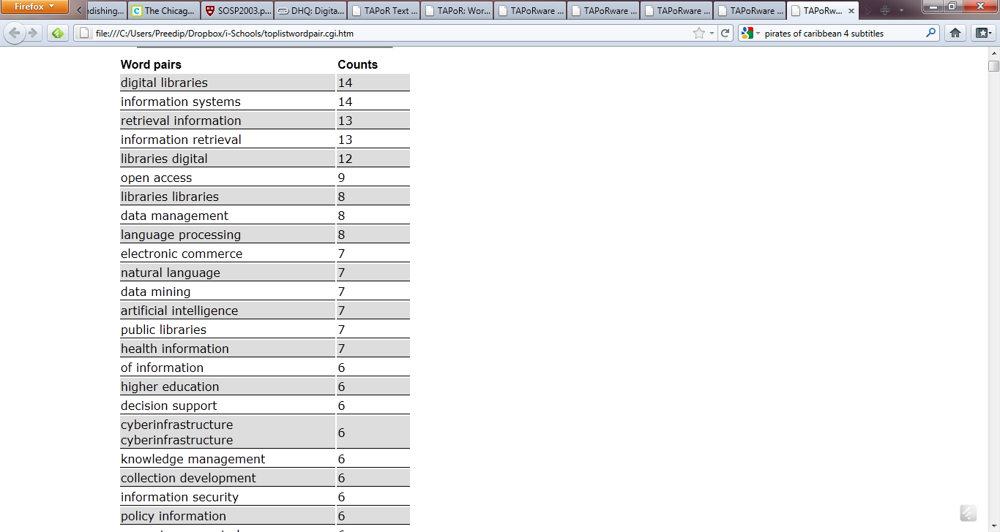 Firefox
dishing...
The Chicag...
SOSP2003.p...
DHQ: Digita...
TAPoR Text ...
TAPoR: Wor...
TAPoRware ...
TAPoRware ...
TAPoRware ...
TAPoRware ...
TAPoRw...
file:///C:/Users/Preedip/Dropbox/i-Schools/toplistwordpair.cgi.htm
pirates of caribbean 4 subtitles
Word pairs Counts
digital libraries 14
information systems 14
retrieval information 13
information retrieval 13
libraries digital 12
open access 9
libraries libraries 8
data management 8
language processing 8
electronic commerce 7
natural language 7
data mining 7
artificial intelligence 7
public libraries 7
health information 7
of information 6
higher education 6
decision support 6
cyberinfrastructure
cyberinfrastructure 6
knowledge management 6
collection development 6
information security 6
policy information 6